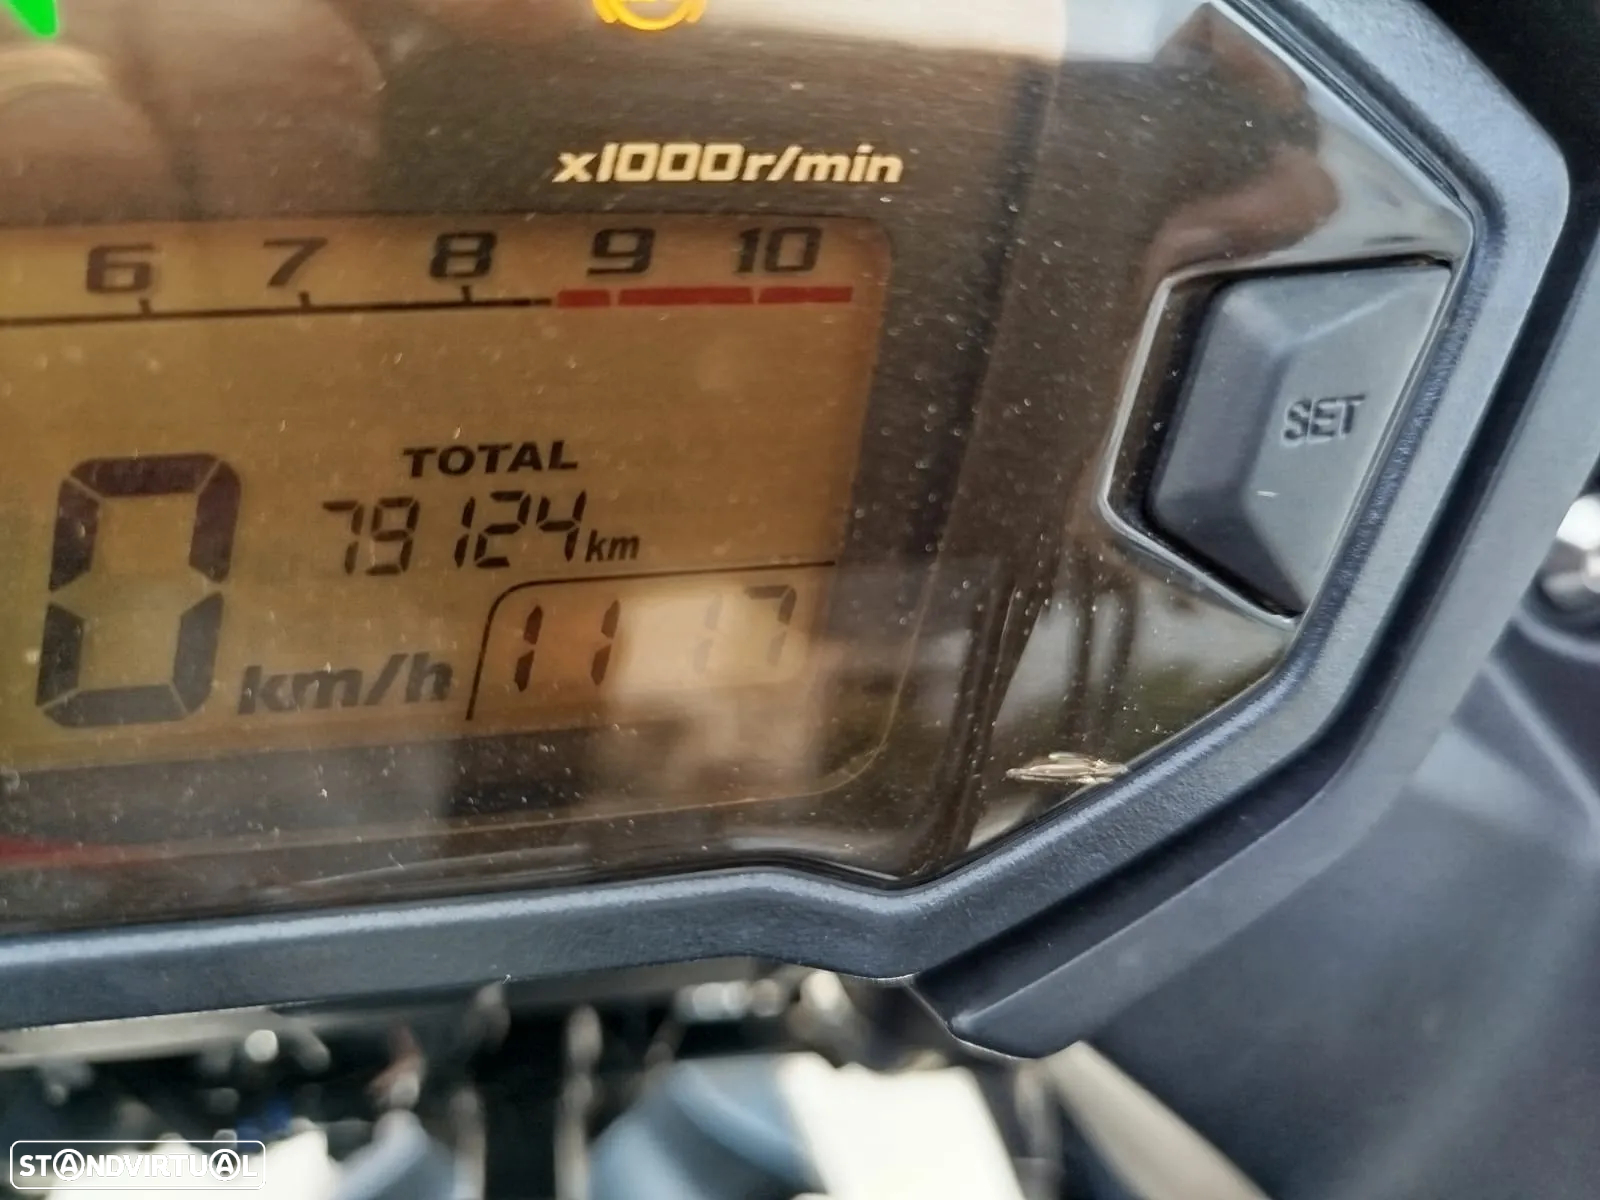 x1000r/min
6 7 8 9 10
SET
TOTAL
79124km
0 km/h
11 17
STANDVIRTUAL